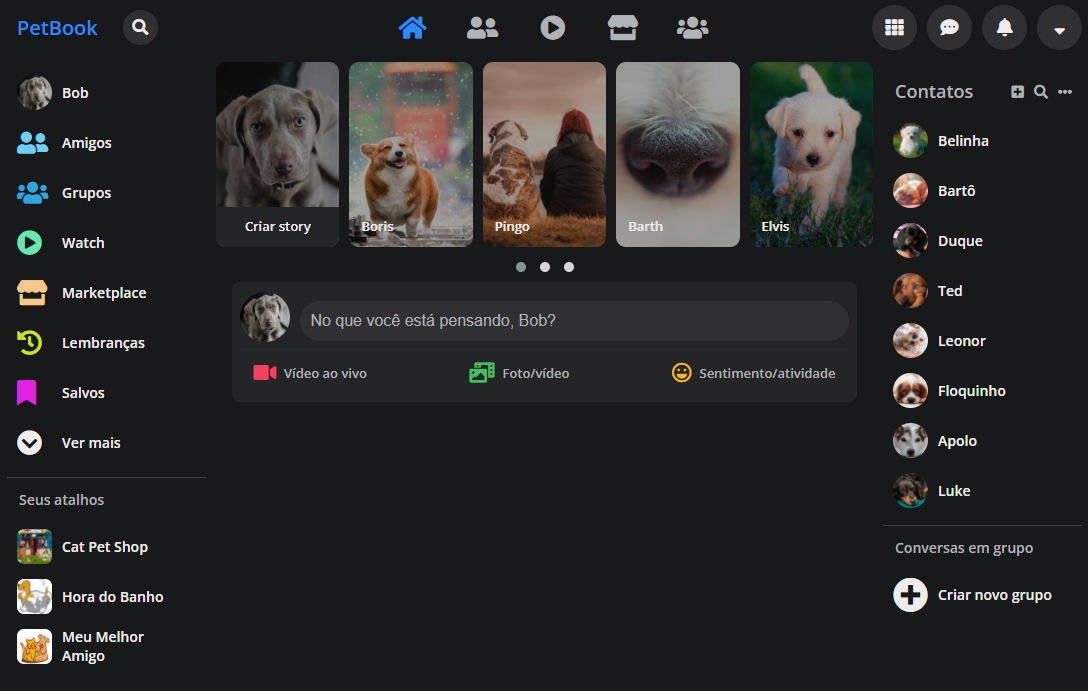 PetBook
Bob
Amigos
Grupos
Watch
Marketplace
Lembranças
Salvos
Ver mais
Seus atalhos
Cat Pet Shop
Hora do Banho
Meu Melhor
Amigo
Criar story
Boris
Pingo
Barth
Elvis
No que você está pensando, Bob?
Vídeo ao vivo
Foto/vídeo
Sentimento/atividade
Contatos
Belinha
Bartô
Duque
Ted
Leonor
Floquinho
Apolo
Luke
Conversas em grupo
Criar novo grupo